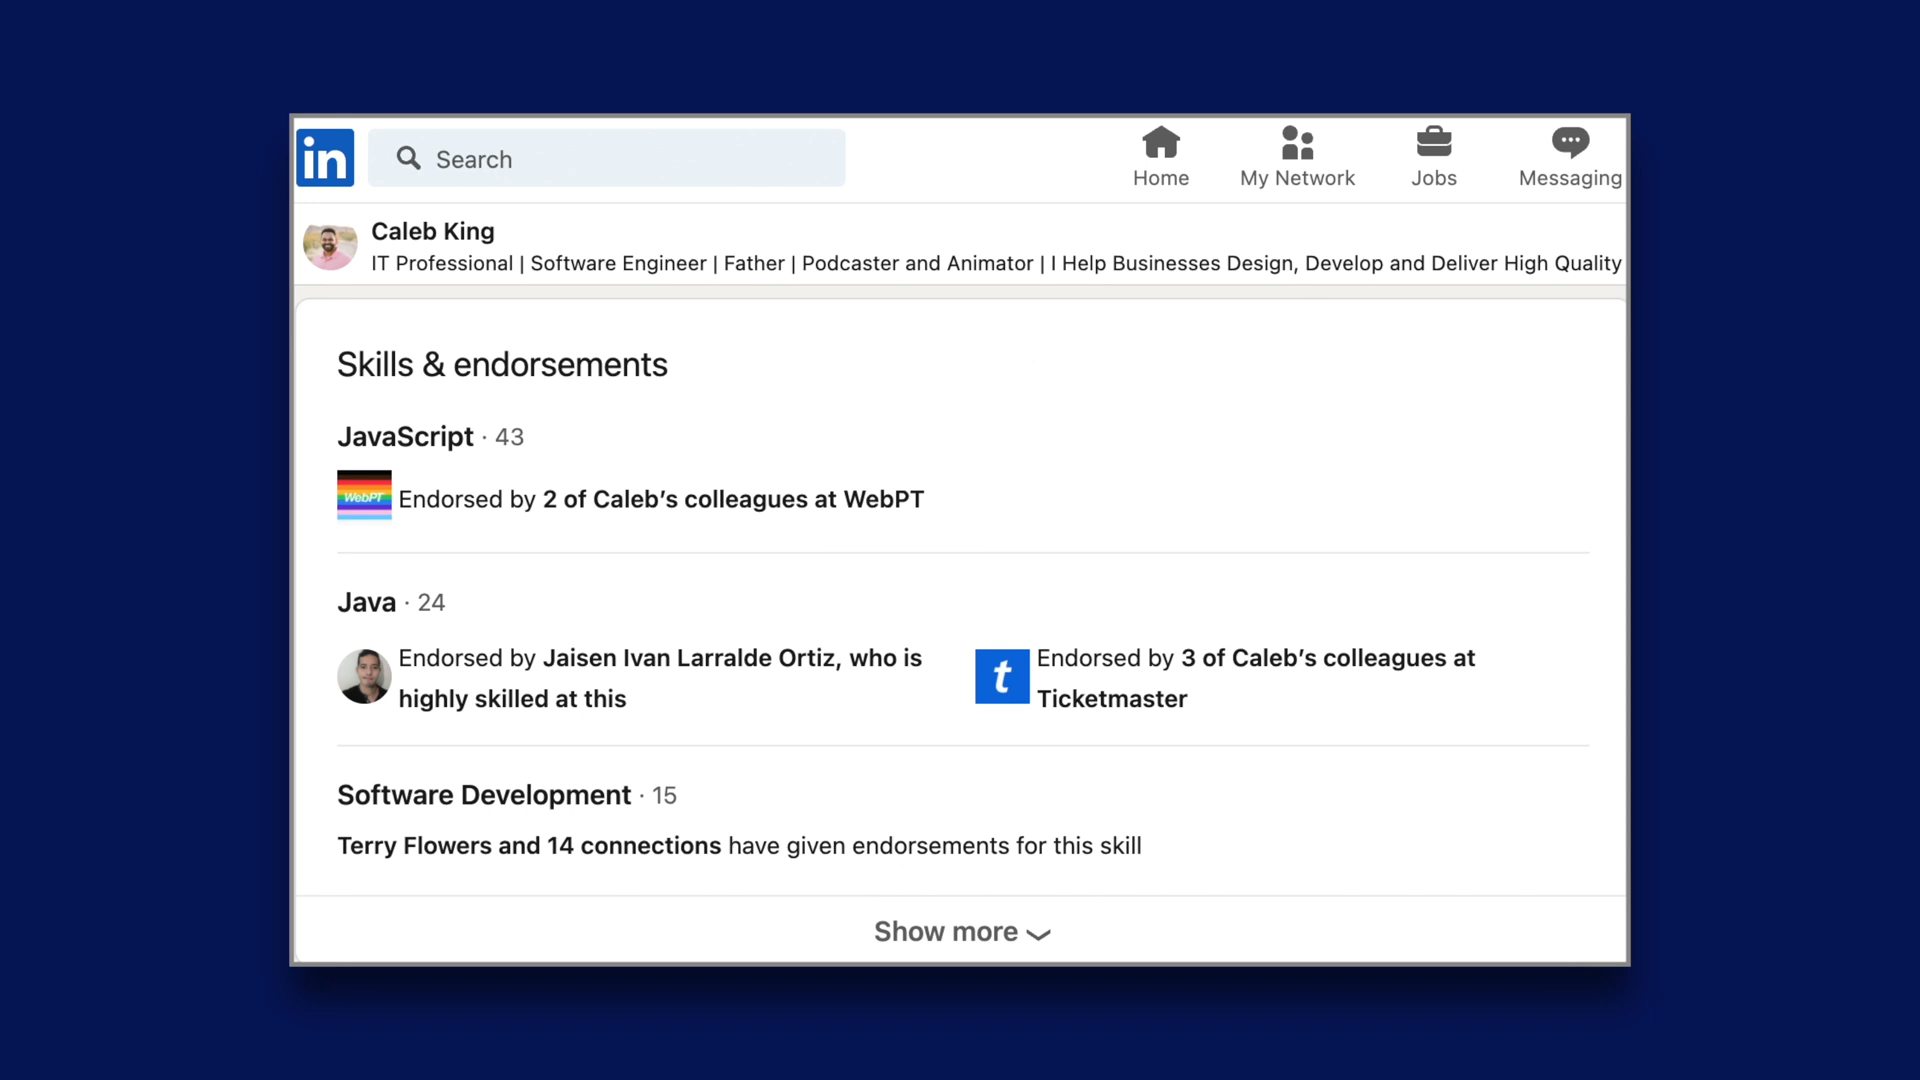 in
Search
Home
My Network
Jobs
Messaging
Caleb King
IT Professional | Software Engineer | Father | Podcaster and Animator | I Help Businesses Design, Develop and Deliver High Quality
Skills & endorsements
JavaScript · 43
WebPT
Endorsed by 2 of Caleb’s colleagues at WebPT
Java · 24
Endorsed by Jaisen Ivan Larralde Ortiz, who is
highly skilled at this
t
Endorsed by 3 of Caleb’s colleagues at
Ticketmaster
Software Development · 15
Terry Flowers and 14 connections have given endorsements for this skill
Show more